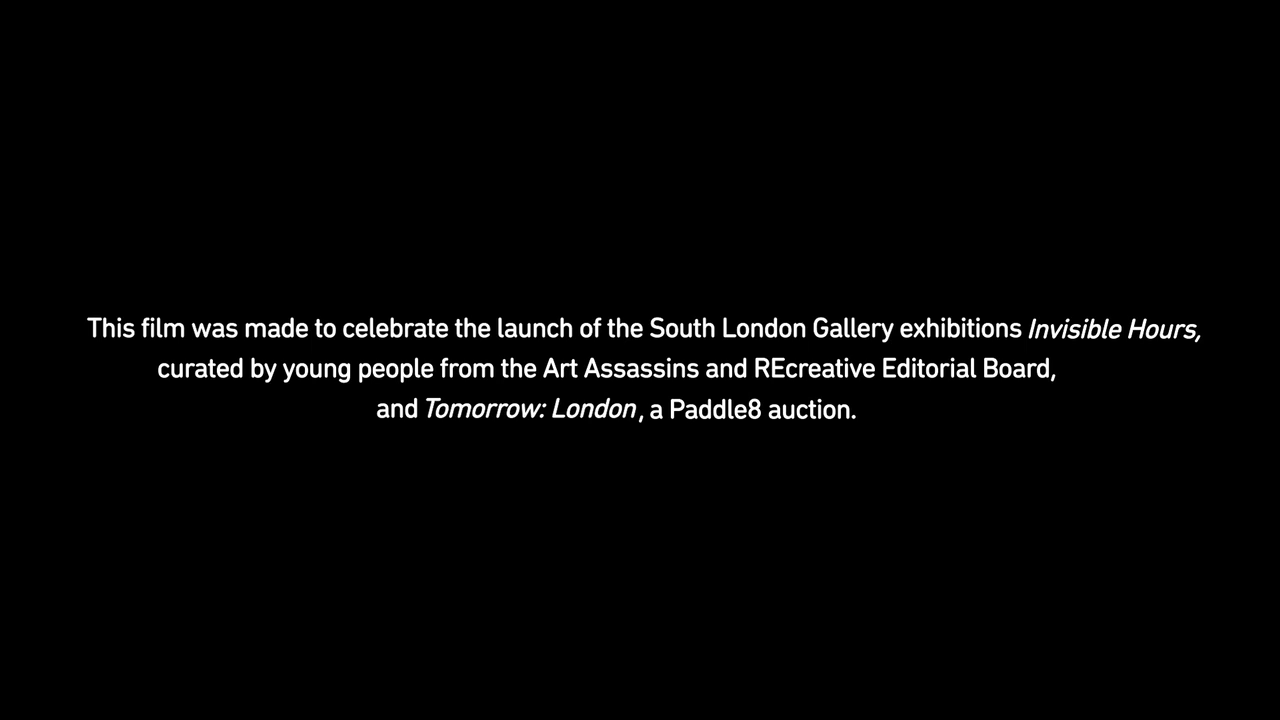 This film was made to celebrate the launch of the South London Gallery exhibitions Invisible Hours,
curated by young people from the Art Assassins and REcreative Editorial Board,
and Tomorrow: London, a Paddle8 auction.